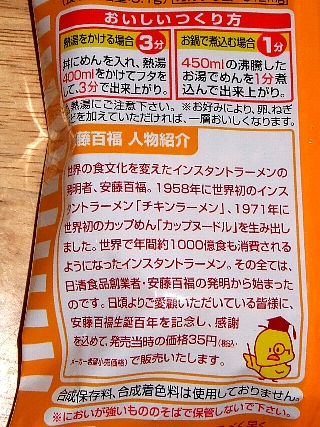 おいしいつくり方
熱湯をかける場合 3分
丼にめんを入れ、熱湯
400mlをかけてフタを
して、3分で出来上がり。
お鍋で煮込む場合 1分
450mlの沸騰した
お湯でめんを1分煮
込んで出来上がり。
熱湯にご注意下さい。 ※お好みにより、卵、ねぎ
などを加えていただければ、一層おいしくなります。
安藤百福 人物紹介
世界の食文化を変えたインスタントラーメンの
発明者、安藤百福。1958年に世界初のインス
タントラーメン「チキンラーメン」、1971年に
世界初のカップめん「カップヌードル」を生み出し
ました。世界で年間約1000億食も消費される
ようになったインスタントラーメン。その全ては、
日清食品創業者・安藤百福の発明から始まった
のです。日頃よりご愛顧いただいている皆様に、
安藤百福生誕百年を記念し、感謝
を込めて、発売当時の価格35円(税込・
メーカー希望小売価格)で販売いたします。
合成保存料、合成着色料は使用しておりません。
※においが強いもののそばで保管しないで下さい。